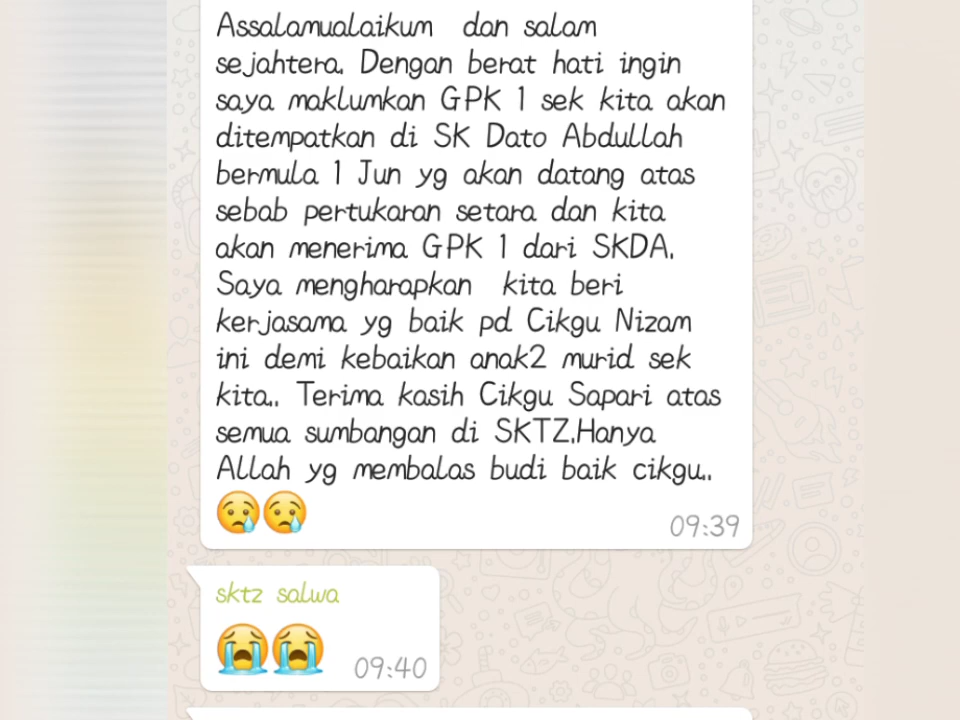 Assalamualaikum dan salam
sejahtera. Dengan berat hati ingin
saya maklumkan GPK 1 sek kita akan
ditempatkan di SK Dato Abdullah
bermula 1 Jun yg akan datang atas
sebab pertukaran setara dan kita
akan menerima GPK 1 dari SKDA.
Saya mengharapkan kita beri
kerjasama yg baik pd Cikgu Nizam
ini demi kebaikan anak2 murid sek
kita.. Terima kasih Cikgu Sapari atas
semua sumbangan di SKTZ.Hanya
Allah yg membalas budi baik cikgu..
😢😢
09:39
sktz salwa
😭😭
09:40